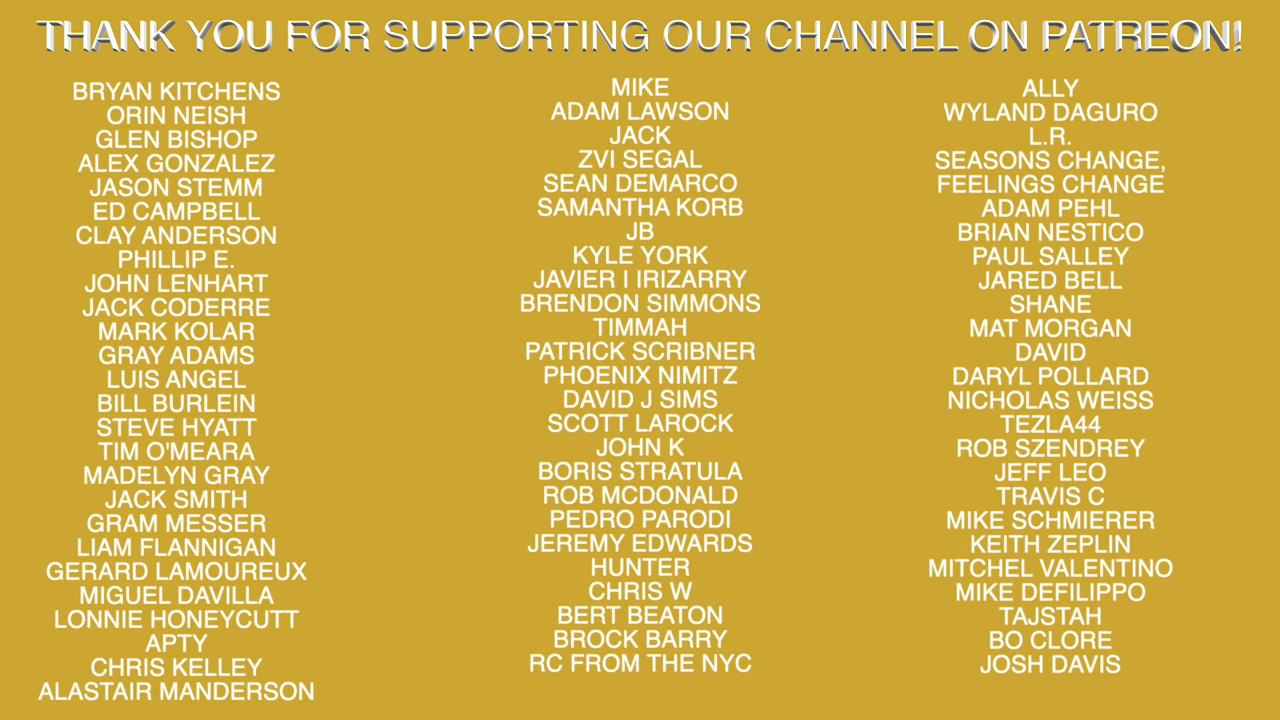 THANK YOU FOR SUPPORTING OUR CHANNEL ON PATREON!
BRYAN KITCHENS
ORIN NEISH
GLEN BISHOP
ALEX GONZALEZ
JASON STEMM
ED CAMPBELL
CLAY ANDERSON
PHILLIP E.
JOHN LENHART
JACK CODERRE
MARK KOLAR
GRAY ADAMS
LUIS ANGEL
BILL BURLEIN
STEVE HYATT
TIM O'MEARA
MADELYN GRAY
JACK SMITH
GRAM MESSER
LIAM FLANNIGAN
GERARD LAMOUREUX
MIGUEL DAVILLA
LONNIE HONEYCUTT
APTY
CHRIS KELLEY
ALASTAIR MANDERSON
MIKE
ADAM LAWSON
JACK
ZVI SEGAL
SEAN DEMARCO
SAMANTHA KORB
JB
KYLE YORK
JAVIER I IRIZARRY
BRENDON SIMMONS
TIMMAH
PATRICK SCRIBNER
PHOENIX NIMITZ
DAVID J SIMS
SCOTT LAROCK
JOHN K
BORIS STRATULA
ROB MCDONALD
PEDRO PARODI
JEREMY EDWARDS
HUNTER
CHRIS W
BERT BEATON
BROCK BARRY
RC FROM THE NYC
ALLY
WYLAND DAGURO
L.R.
SEASONS CHANGE,
FEELINGS CHANGE
ADAM PEHL
BRIAN NESTICO
PAUL SALLEY
JARED BELL
SHANE
MAT MORGAN
DAVID
DARYL POLLARD
NICHOLAS WEISS
TEZLA44
ROB SZENDREY
JEFF LEO
TRAVIS C
MIKE SCHMIERER
KEITH ZEPLIN
MITCHEL VALENTINO
MIKE DEFILIPPO
TAJSTAH
BO CLORE
JOSH DAVIS